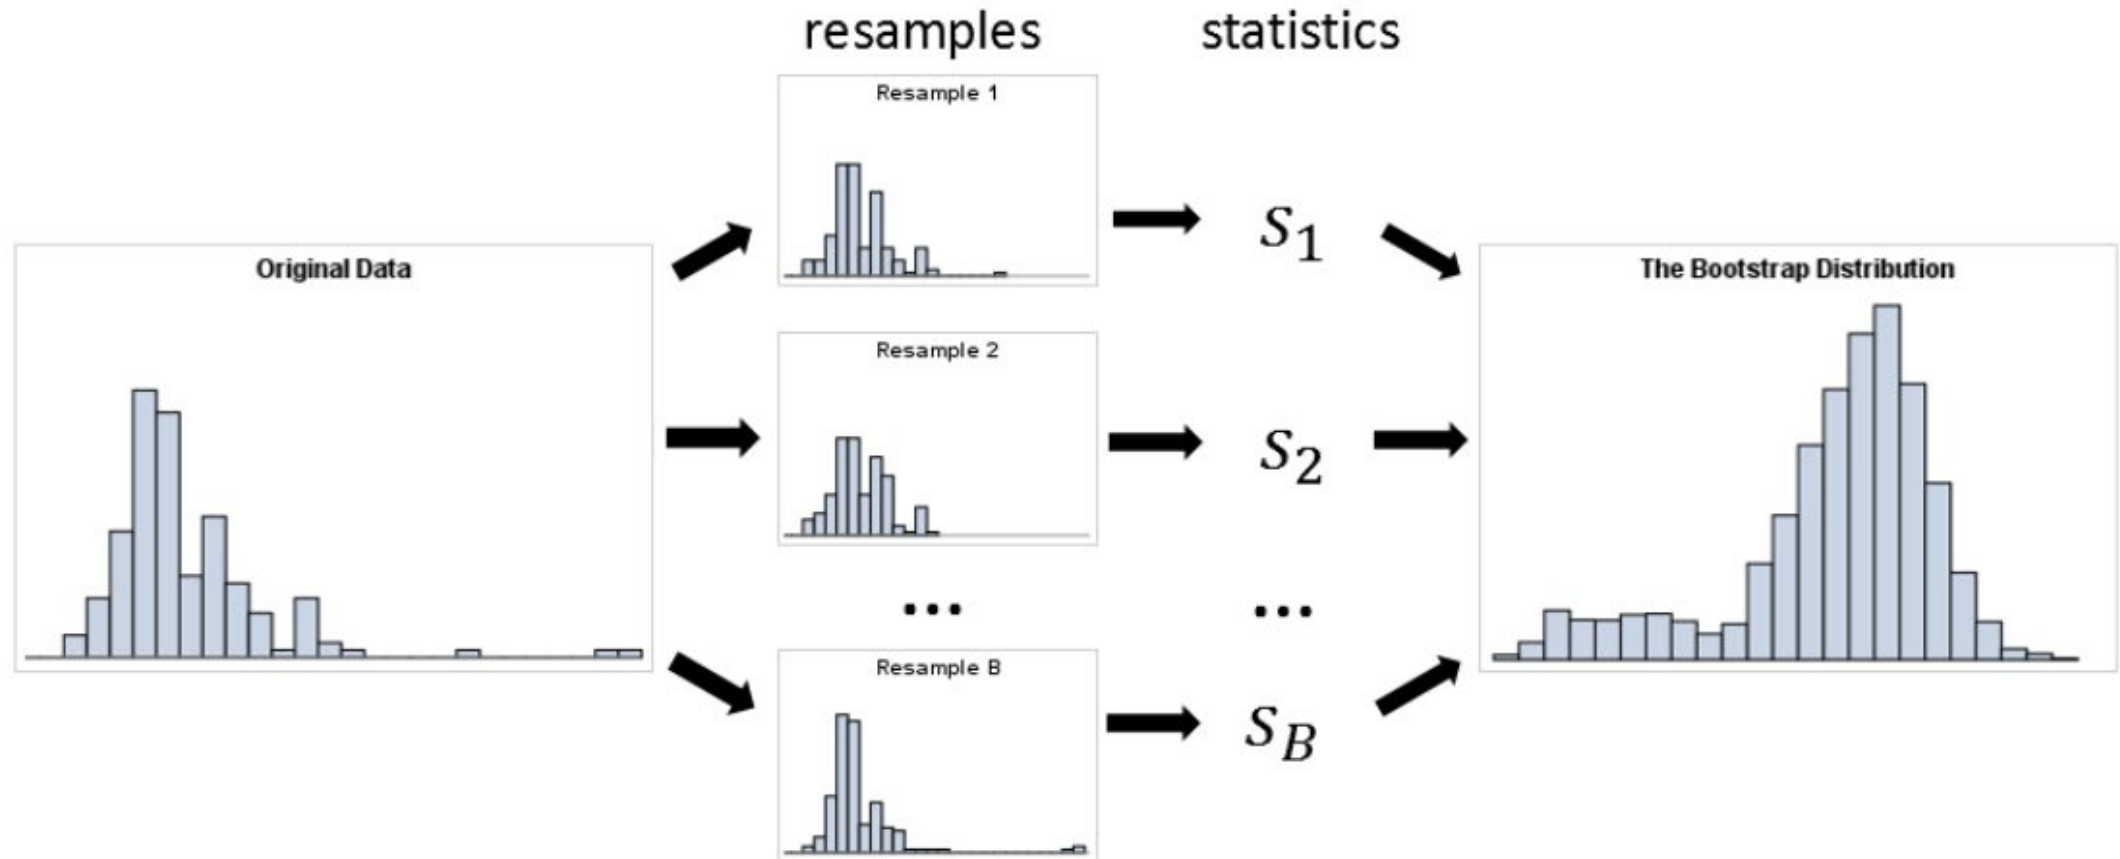 resamples
statistics
Resample 1
S1
Original Data
The Bootstrap Distribution
Resample 2
S2
...
...
Resample B
SB